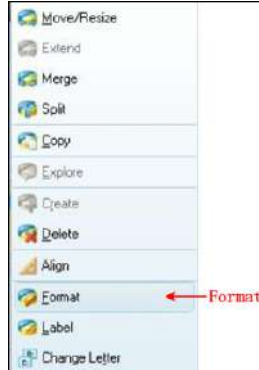 Move/Resize
Extend
Merge
Split
Copy
Explore
Create
Delete
Align
Format
Format
Label
Change Letter